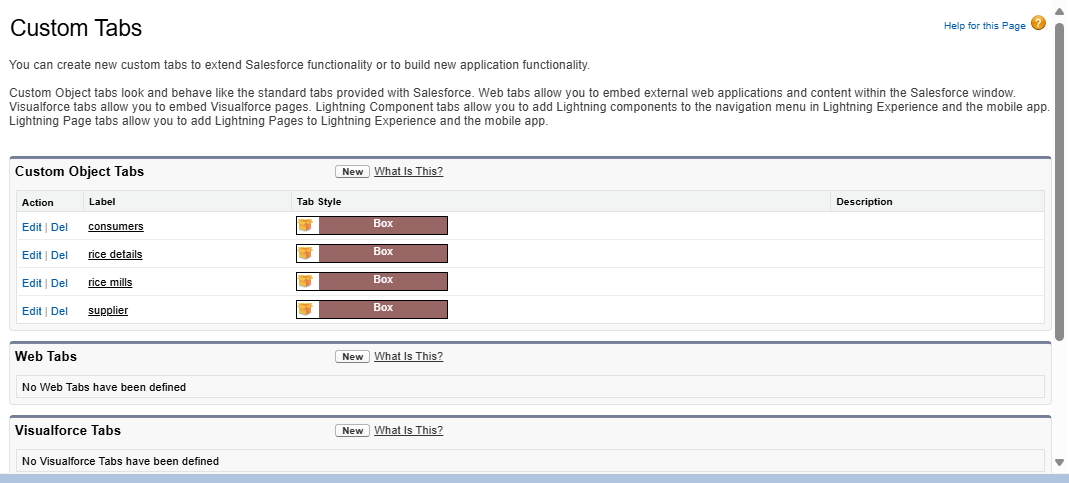 Custom Tabs
Help for this Page ?
You can create new custom tabs to extend Salesforce functionality or to build new application functionality.
Custom Object tabs look and behave like the standard tabs provided with Salesforce. Web tabs allow you to embed external web applications and content within the Salesforce window.
Visualforce tabs allow you to embed Visualforce pages. Lightning Component tabs allow you to add Lightning components to the navigation menu in Lightning Experience and the mobile app.
Lightning Page tabs allow you to add Lightning Pages to Lightning Experience and the mobile app.
Custom Object Tabs New What Is This?
Action Label Tab Style Description
Edit | Del consumers Box
Edit | Del rice details Box
Edit | Del rice mills Box
Edit | Del supplier Box
Web Tabs New What Is This?
No Web Tabs have been defined
Visualforce Tabs New What Is This?
No Visualforce Tabs have been defined